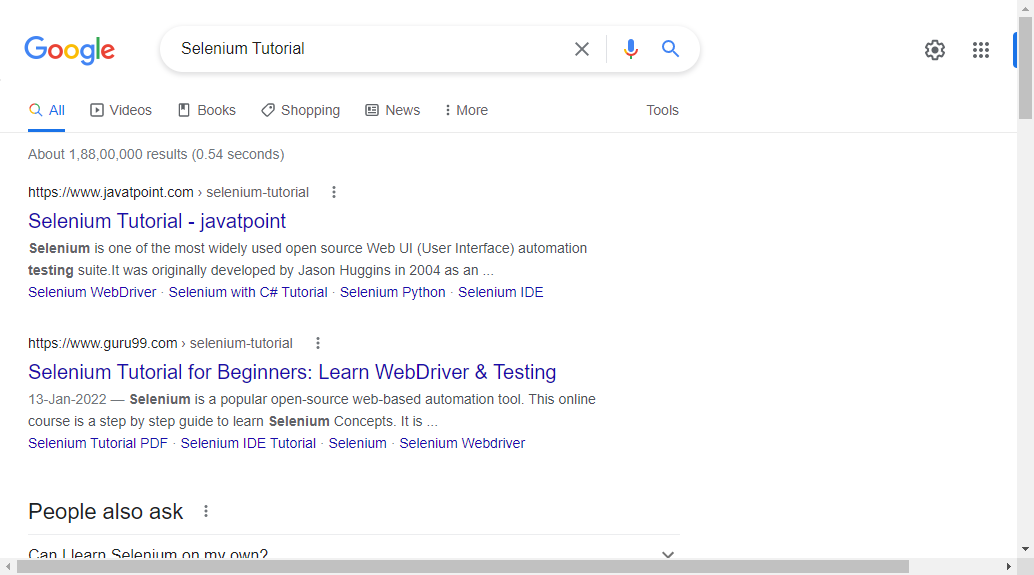 Google
Selenium Tutorial
All Videos Books Shopping News More Tools
About 1,88,00,000 results (0.54 seconds)
https://www.javatpoint.com › selenium-tutorial
Selenium Tutorial - javatpoint
Selenium is one of the most widely used open source Web UI (User Interface) automation
testing suite.It was originally developed by Jason Huggins in 2004 as an ...
Selenium WebDriver · Selenium with C# Tutorial · Selenium Python · Selenium IDE
https://www.guru99.com › selenium-tutorial
Selenium Tutorial for Beginners: Learn WebDriver & Testing
13-Jan-2022 — Selenium is a popular open-source web-based automation tool. This online
course is a step by step guide to learn Selenium Concepts. It is ...
Selenium Tutorial PDF · Selenium IDE Tutorial · Selenium · Selenium Webdriver
People also ask
Can I learn Selenium on my own?